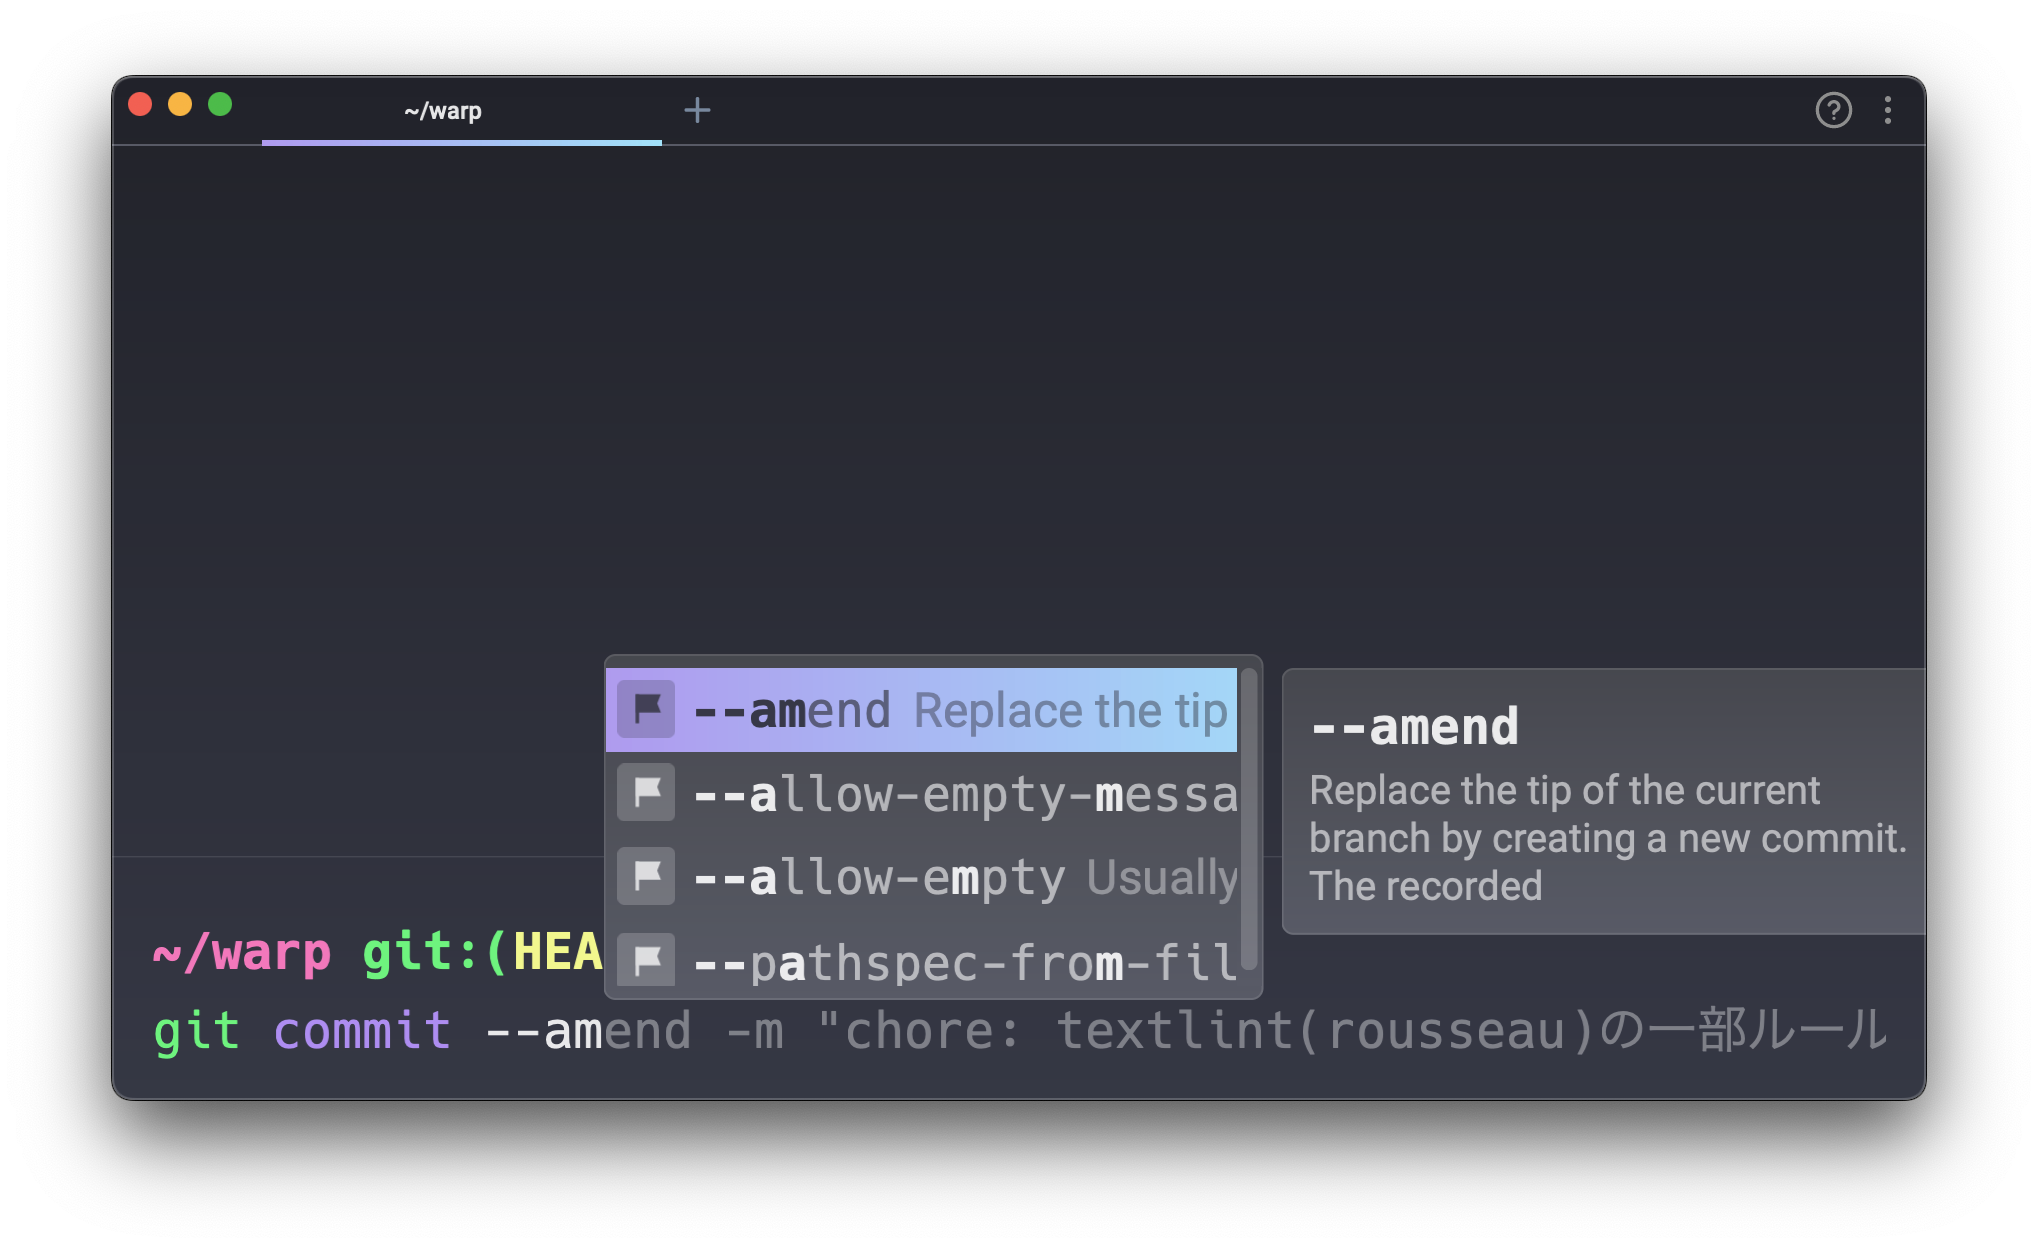 ~/warp
--amend Replace the tip
--allow-empty-messa
--allow-empty Usually
--pathspec-from-fil
--amend
Replace the tip of the current
branch by creating a new commit.
The recorded
~/warp git:(HEA
git commit --amend -m "chore: textlint(rousseau)の一部ルール